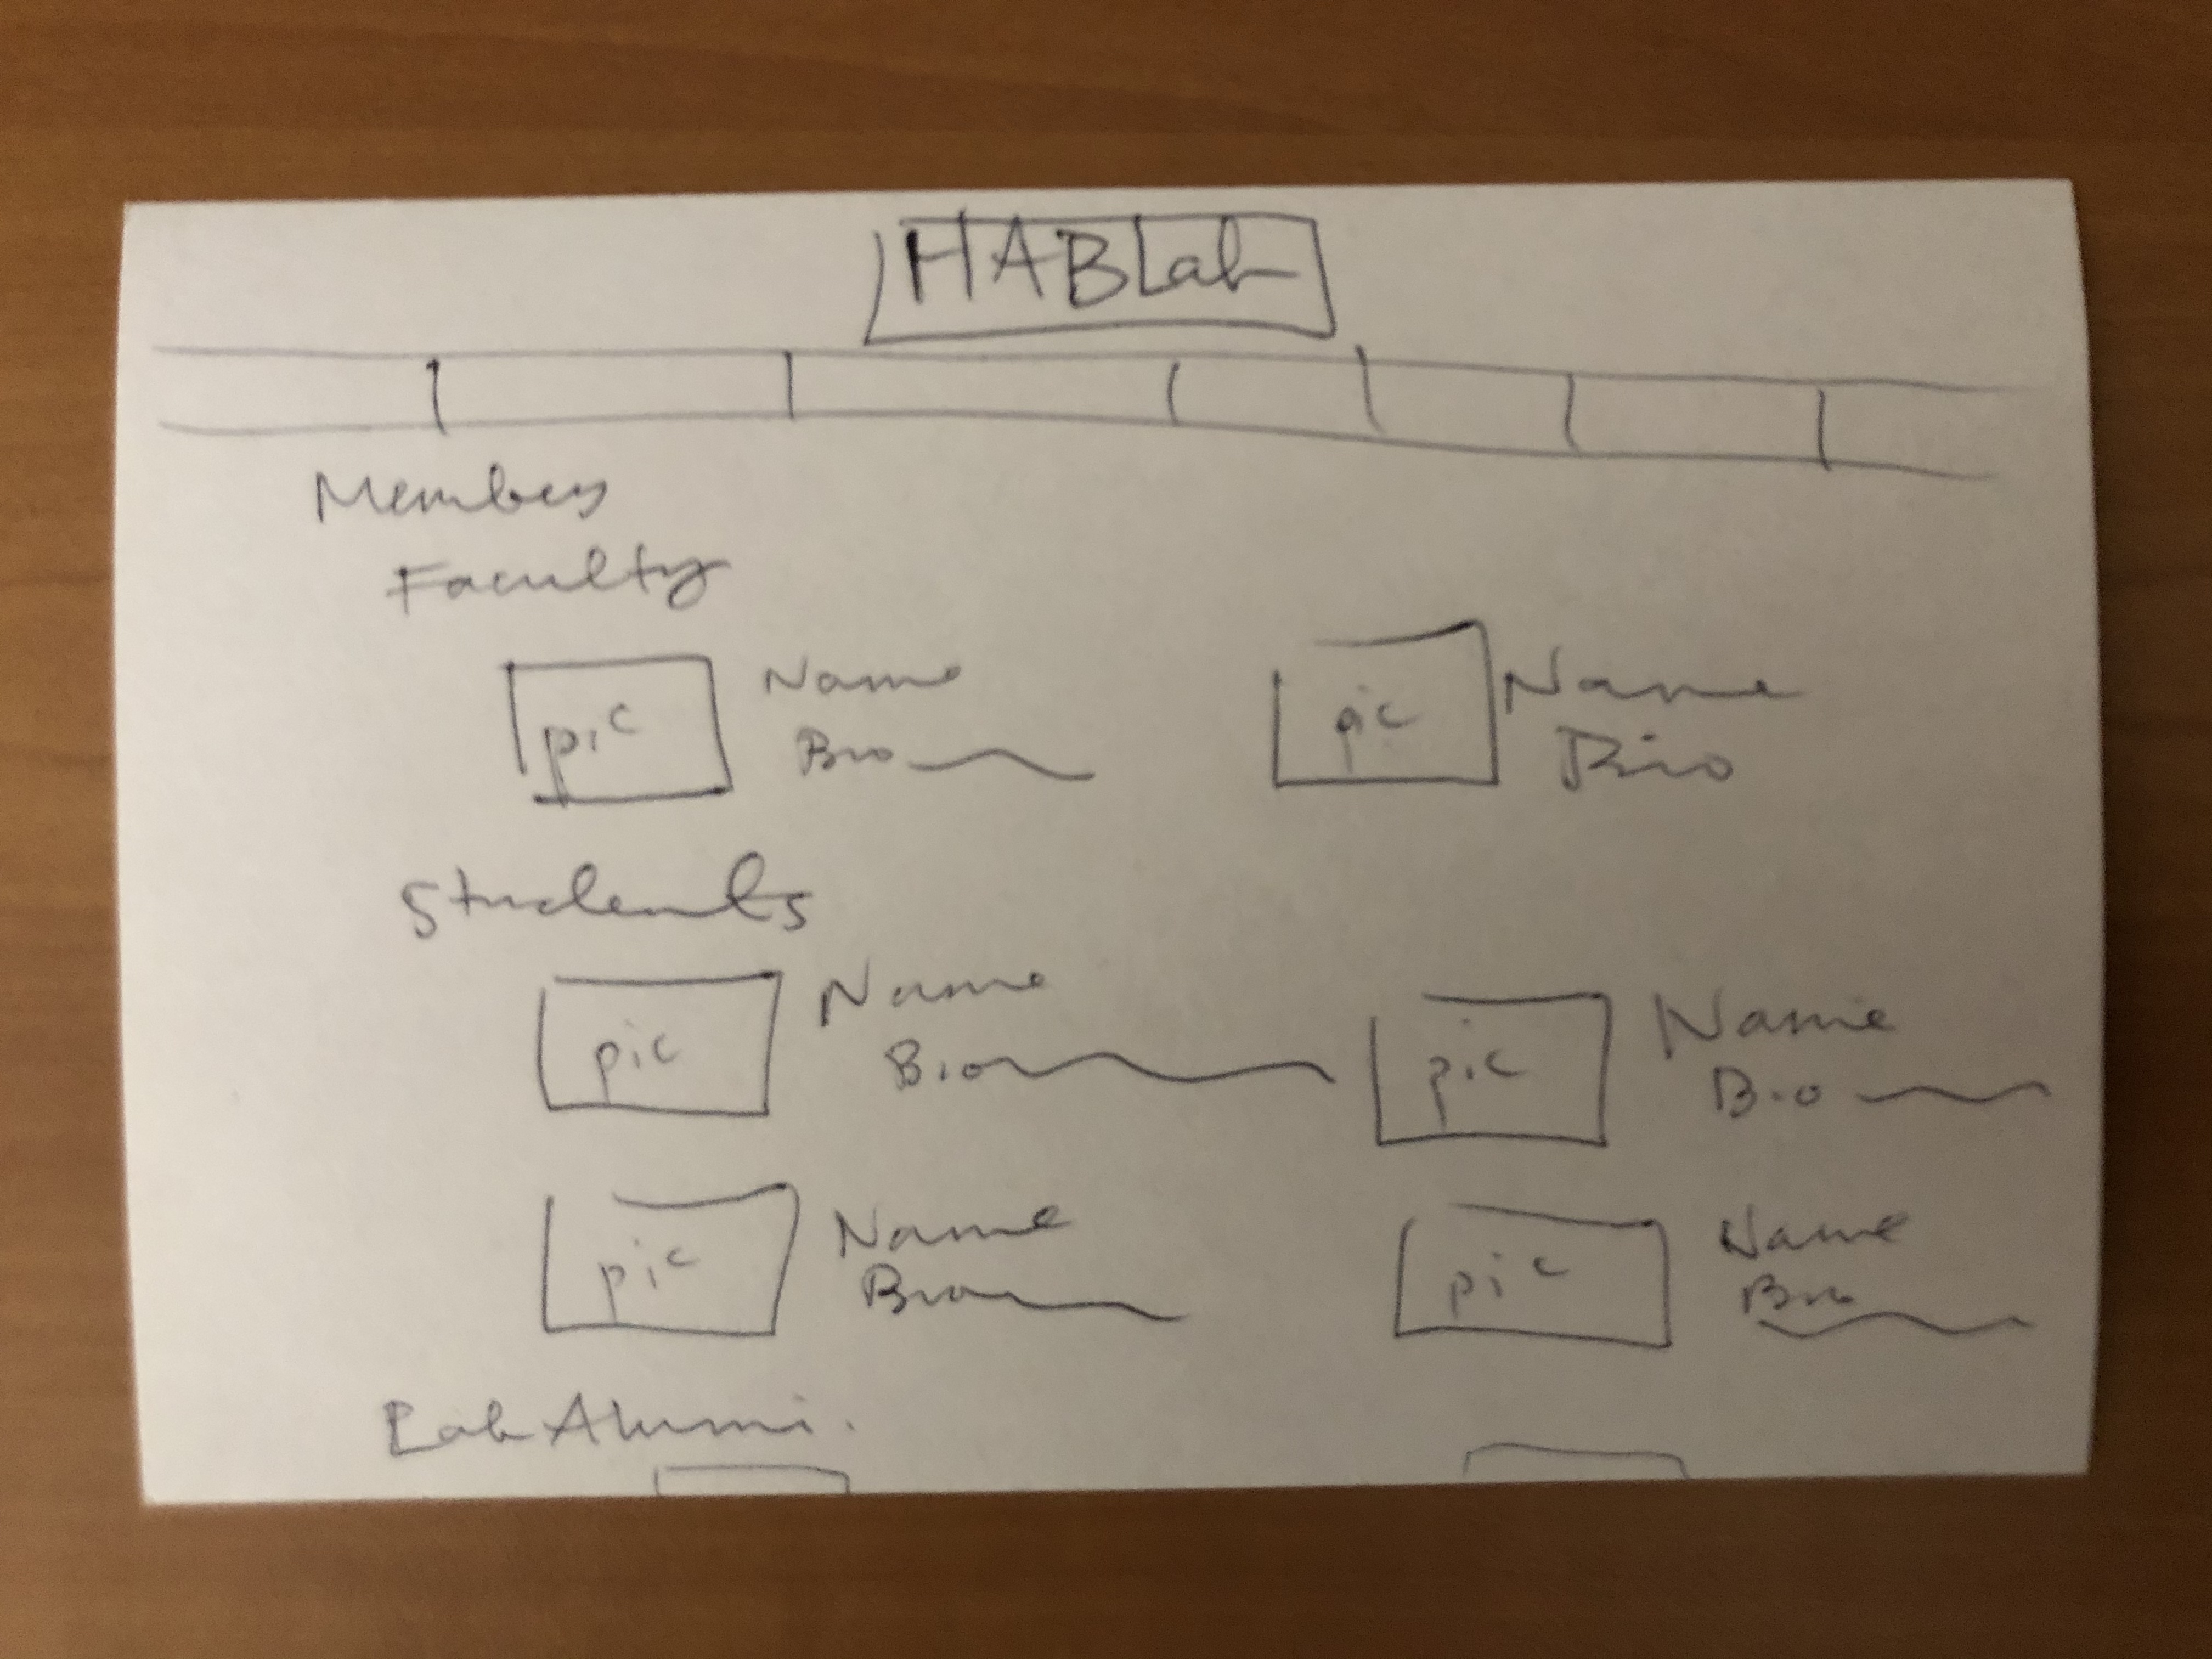 HABLab
Members
Faculty
pic Name pic Name
Bio Bio
Students
pic Name pic Name
Bio Bio
pic Name pic Name
Bio Bio
Lab Alumni.